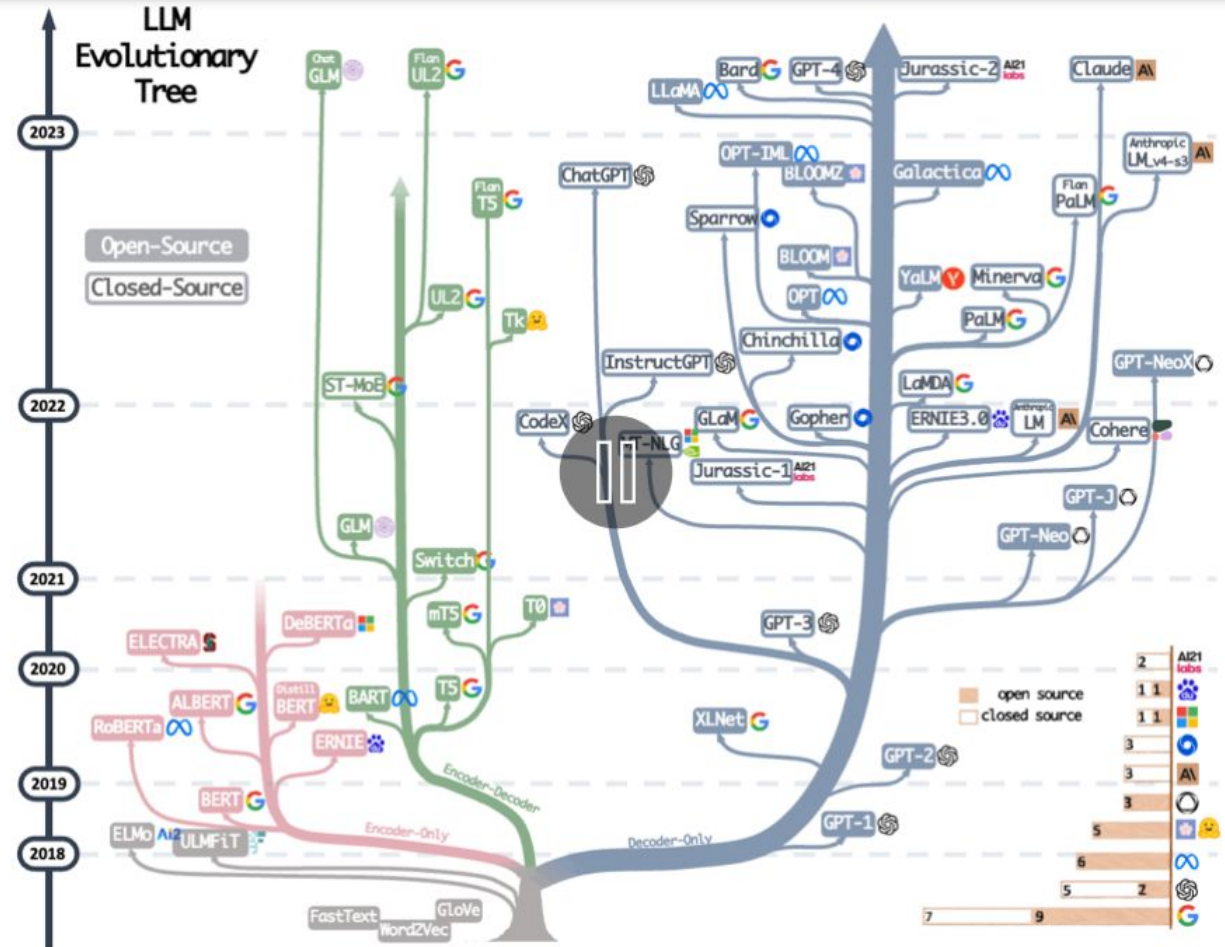 LLM
Evolutionary
Tree
Chat
GLM
Flan
UL2
Bard
GPT-4
Jurassic-2
AI21
labs
Claude
A\
LLaMA
2023
OPT-IML
Anthropic
LM_v4-s3
A\
ChatGPT
BLOOMZ
Galactica
Flan
T5
Flan
PaLM
Sparrow
Open-Source
Closed-Source
BLOOM
YaLM
Minerva
UL2
OPT
Tk
PaLM
Chinchilla
InstructGPT
GPT-NeoX
ST-MoE
LaMDA
2022
CodeX
GLaM
Gopher
ERNIE3.0
Anthropic
LM
A\
Cohere
MT-NLG
Jurassic-1
AI21
labs
GPT-J
GLM
GPT-Neo
Switch
2021
mT5
T0
DeBERTa
GPT-3
ELECTRA
2020
2
AI21
labs
T5
Distill
BERT
BART
ALBERT
open source
1 1
closed source
1 1
RoBERTa
XLNet
ERNIE
3
GPT-2
3
2019
Encoder-Decoder
BERT
3
GPT-1
Encoder-Only
Decoder-Only
5
ELMo
AI2
ULMFiT
2018
6
5 2
GloVe
FastText
7 9
Word2Vec